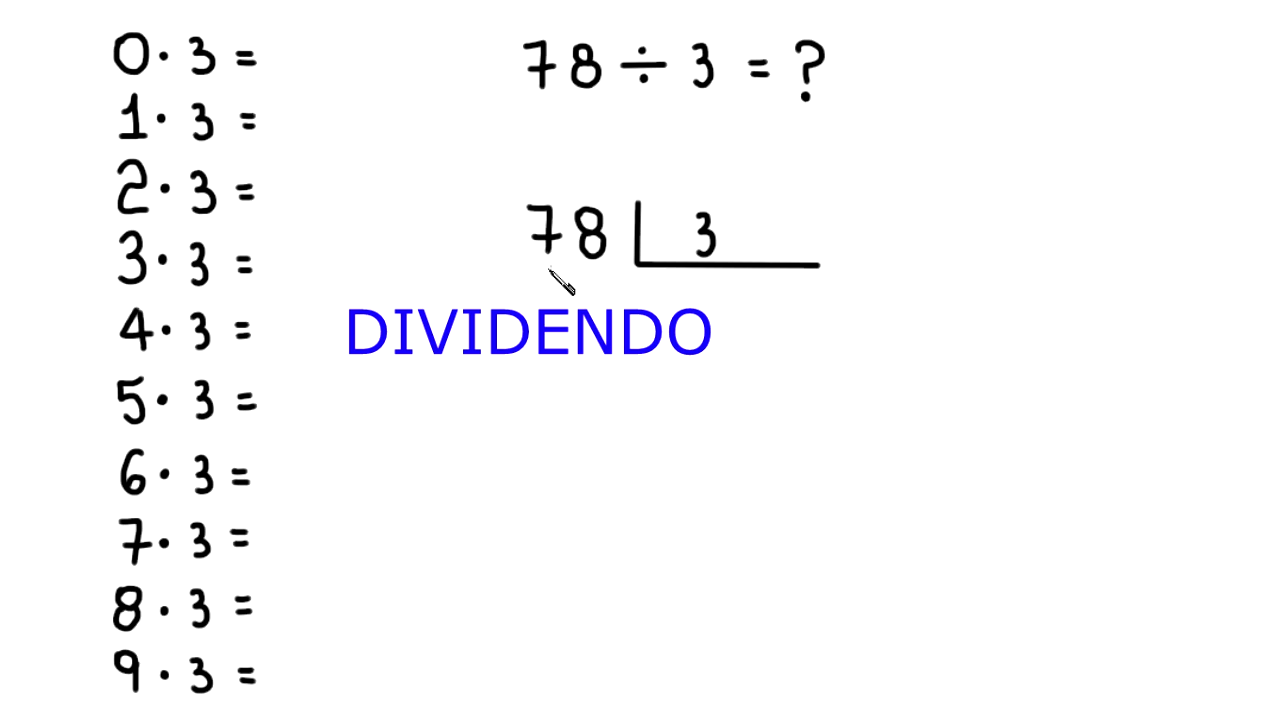 0 · 3 =
1 · 3 =
2 · 3 =
3 · 3 =
4 · 3 =
5 · 3 =
6 · 3 =
7 · 3 =
8 · 3 =
9 · 3 =
78 ÷ 3 = ?
78 3
DIVIDENDO